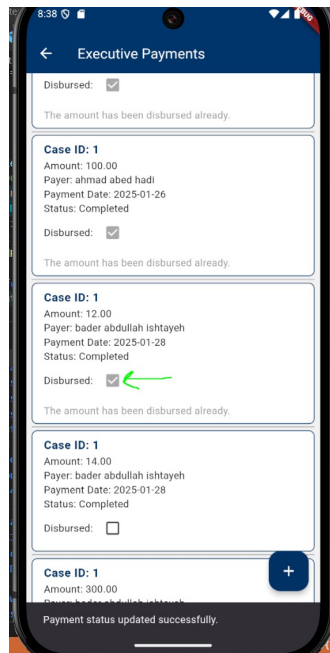 8:38
Executive Payments
Disbursed:
The amount has been disbursed already.
Case ID: 1
Amount: 100.00
Payer: ahmad abed hadi
Payment Date: 2025-01-26
Status: Completed
Disbursed:
The amount has been disbursed already.
Case ID: 1
Amount: 12.00
Payer: bader abdullah ishtayeh
Payment Date: 2025-01-28
Status: Completed
Disbursed:
The amount has been disbursed already.
Case ID: 1
Amount: 14.00
Payer: bader abdullah ishtayeh
Payment Date: 2025-01-28
Status: Completed
Disbursed:
Case ID: 1
Amount: 300.00
+
Payment status updated successfully.